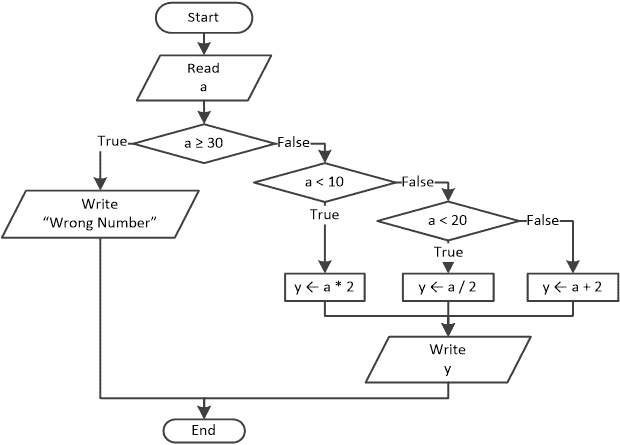 Start
Read
a
a ≥ 30
True
False
Write
“Wrong Number”
a < 10
True
False
a < 20
True
False
y ← a * 2
y ← a / 2
y ← a + 2
Write
y
End